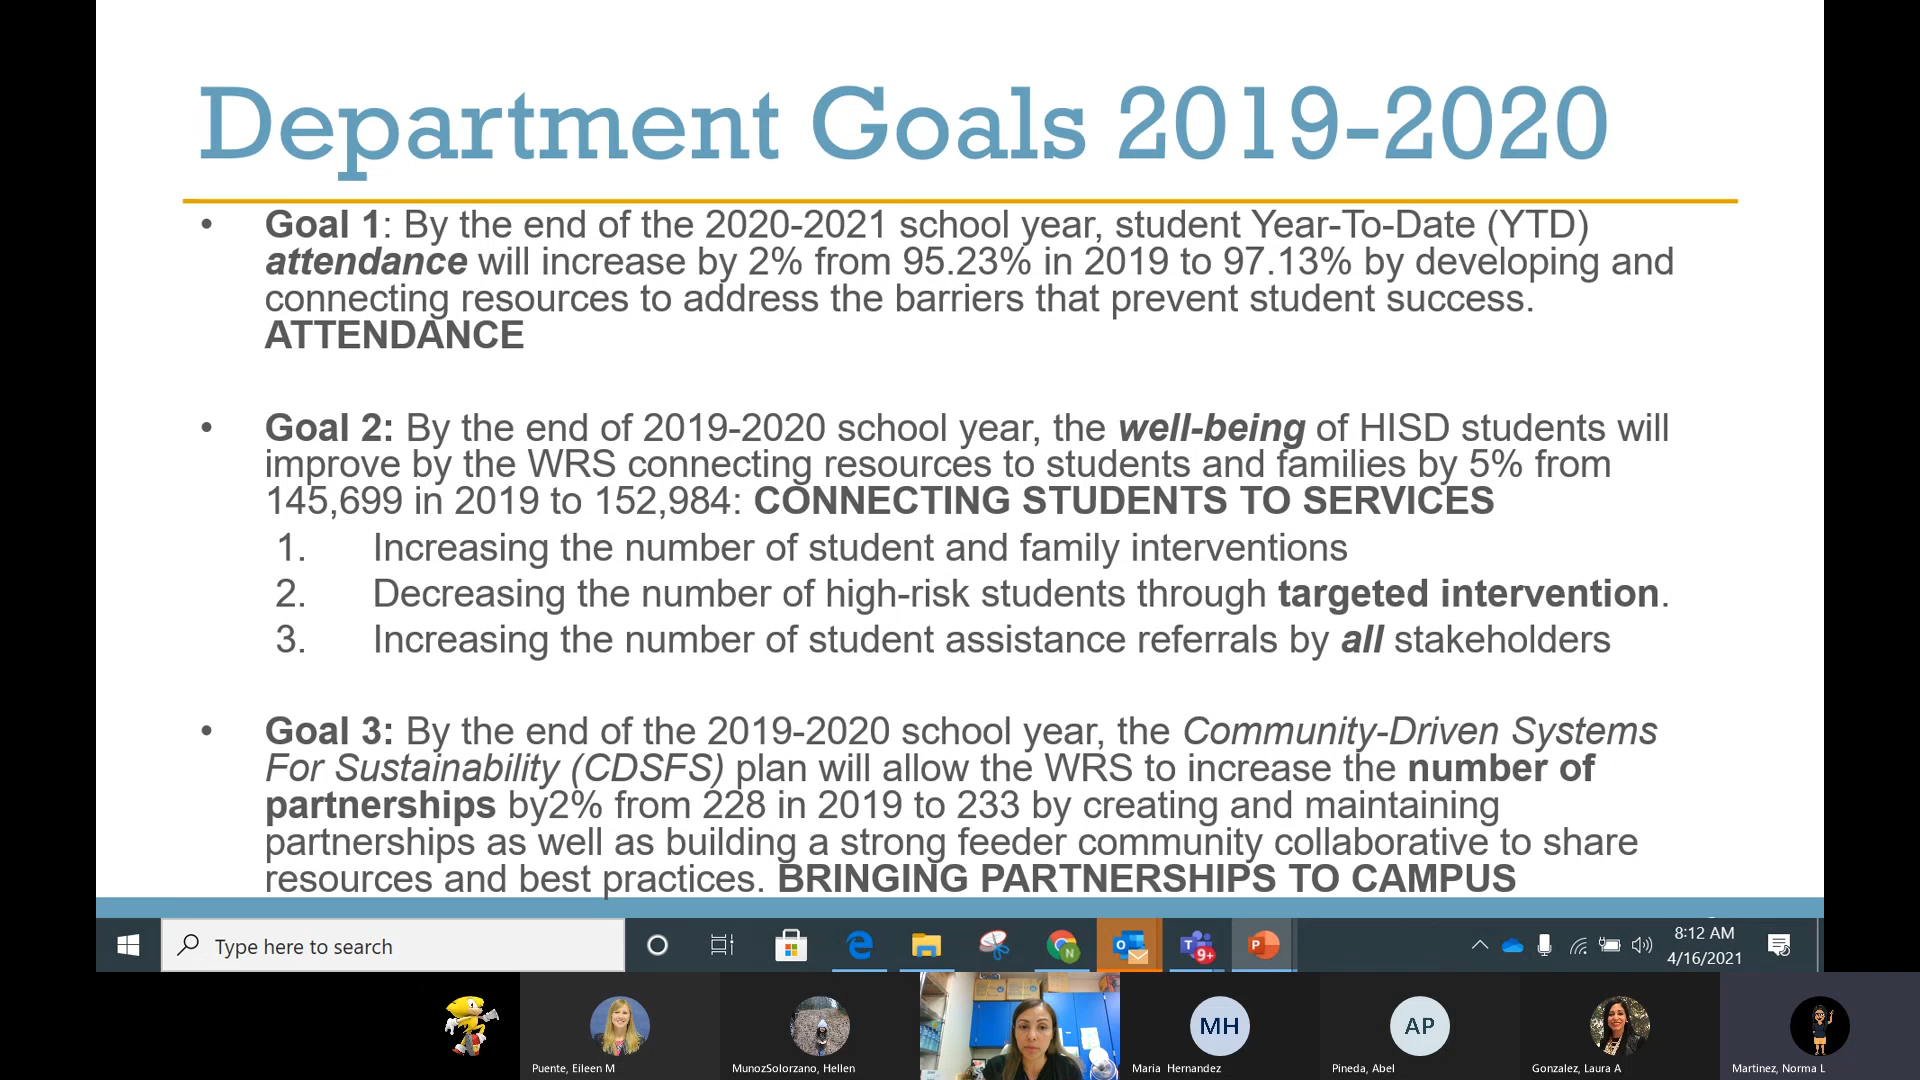 Department Goals 2019-2020
• Goal 1: By the end of the 2020-2021 school year, student Year-To-Date (YTD)
attendance will increase by 2% from 95.23% in 2019 to 97.13% by developing and
connecting resources to address the barriers that prevent student success.
ATTENDANCE
• Goal 2: By the end of 2019-2020 school year, the well-being of HISD students will
improve by the WRS connecting resources to students and families by 5% from
145,699 in 2019 to 152,984: CONNECTING STUDENTS TO SERVICES
1. Increasing the number of student and family interventions
2. Decreasing the number of high-risk students through targeted intervention.
3. Increasing the number of student assistance referrals by all stakeholders
• Goal 3: By the end of the 2019-2020 school year, the Community-Driven Systems
For Sustainability (CDSFS) plan will allow the WRS to increase the number of
partnerships by2% from 228 in 2019 to 233 by creating and maintaining
partnerships as well as building a strong feeder community collaborative to share
resources and best practices. BRINGING PARTNERSHIPS TO CAMPUS
Type here to search
N
9+
8:12 AM
4/16/2021
MH
AP
Puente, Eileen M
MunozSolorzano, Hellen
Maria Hernandez
Pineda, Abel
Gonzalez, Laura A
Martinez, Norma L